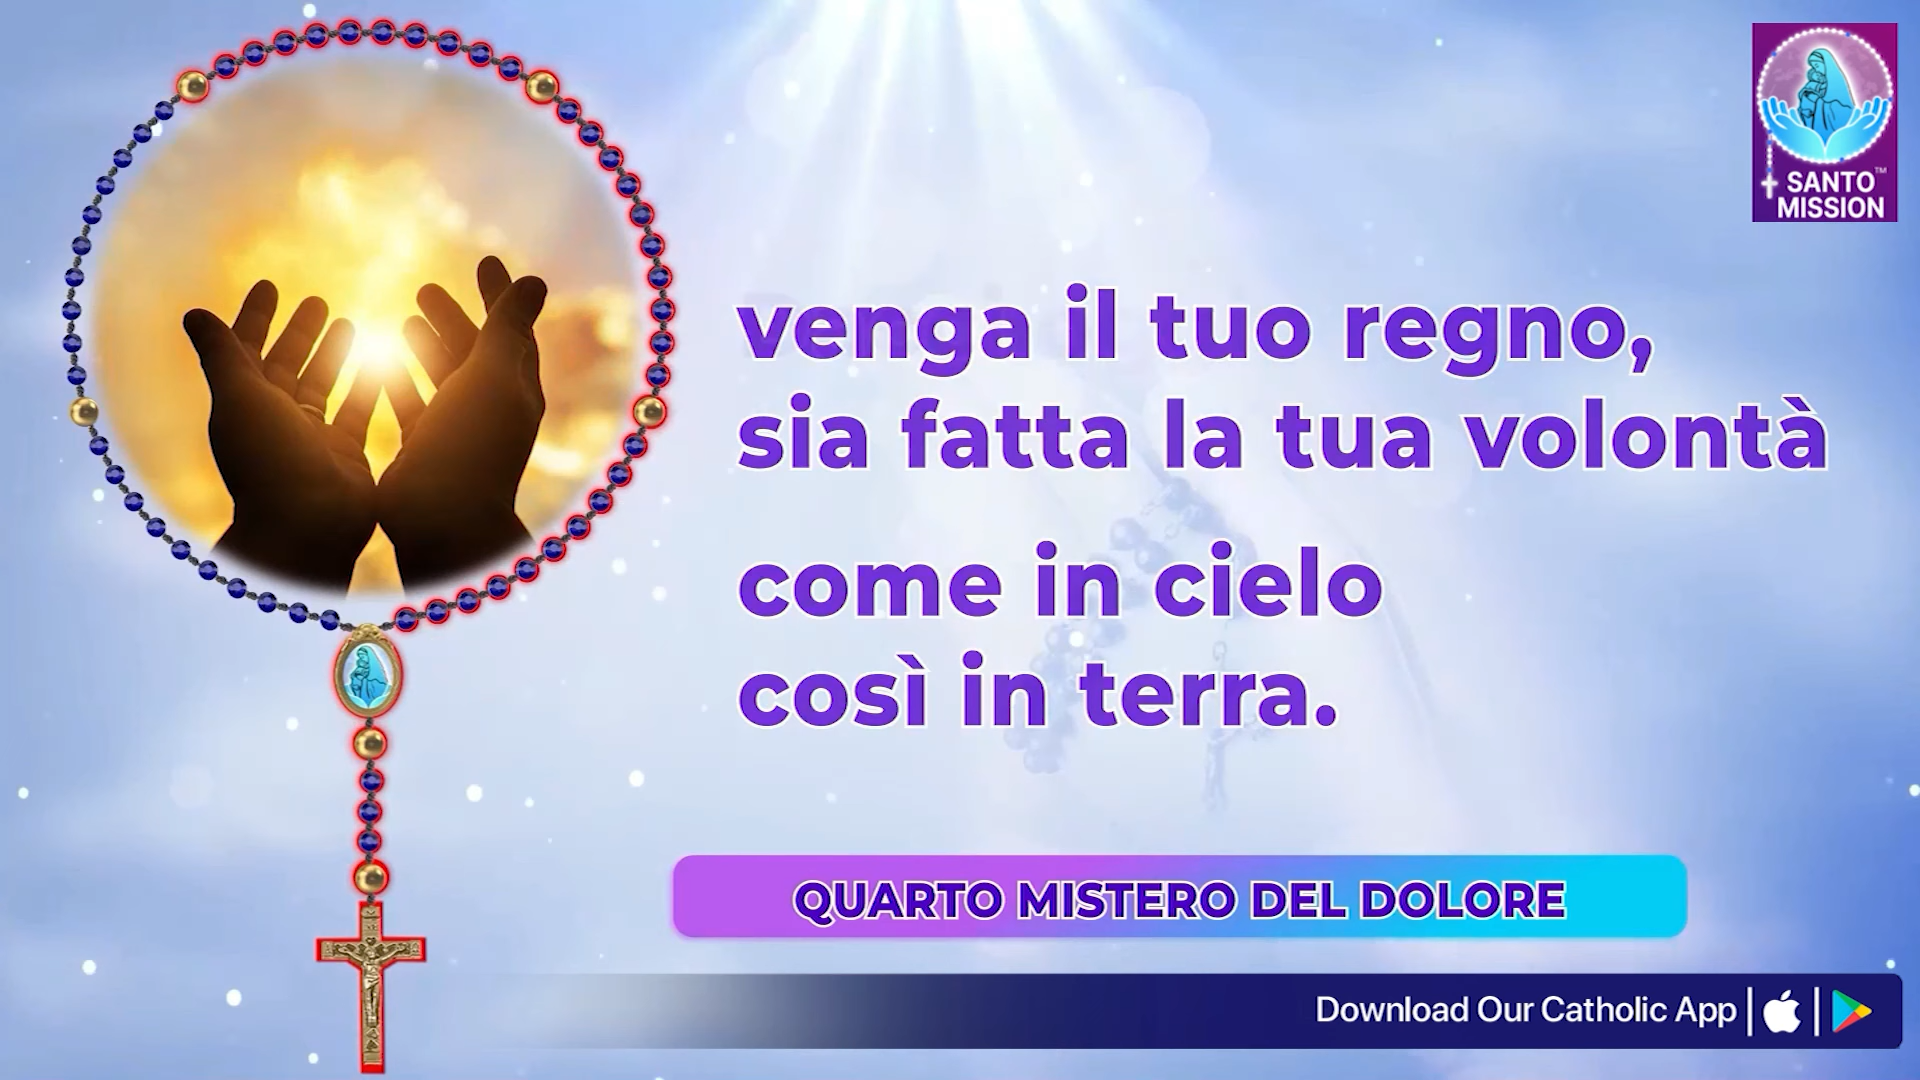 SANTO™
MISSION
venga il tuo regno,
sia fatta la tua volontà
come in cielo
così in terra.
QUARTO MISTERO DEL DOLORE
Download Our Catholic App